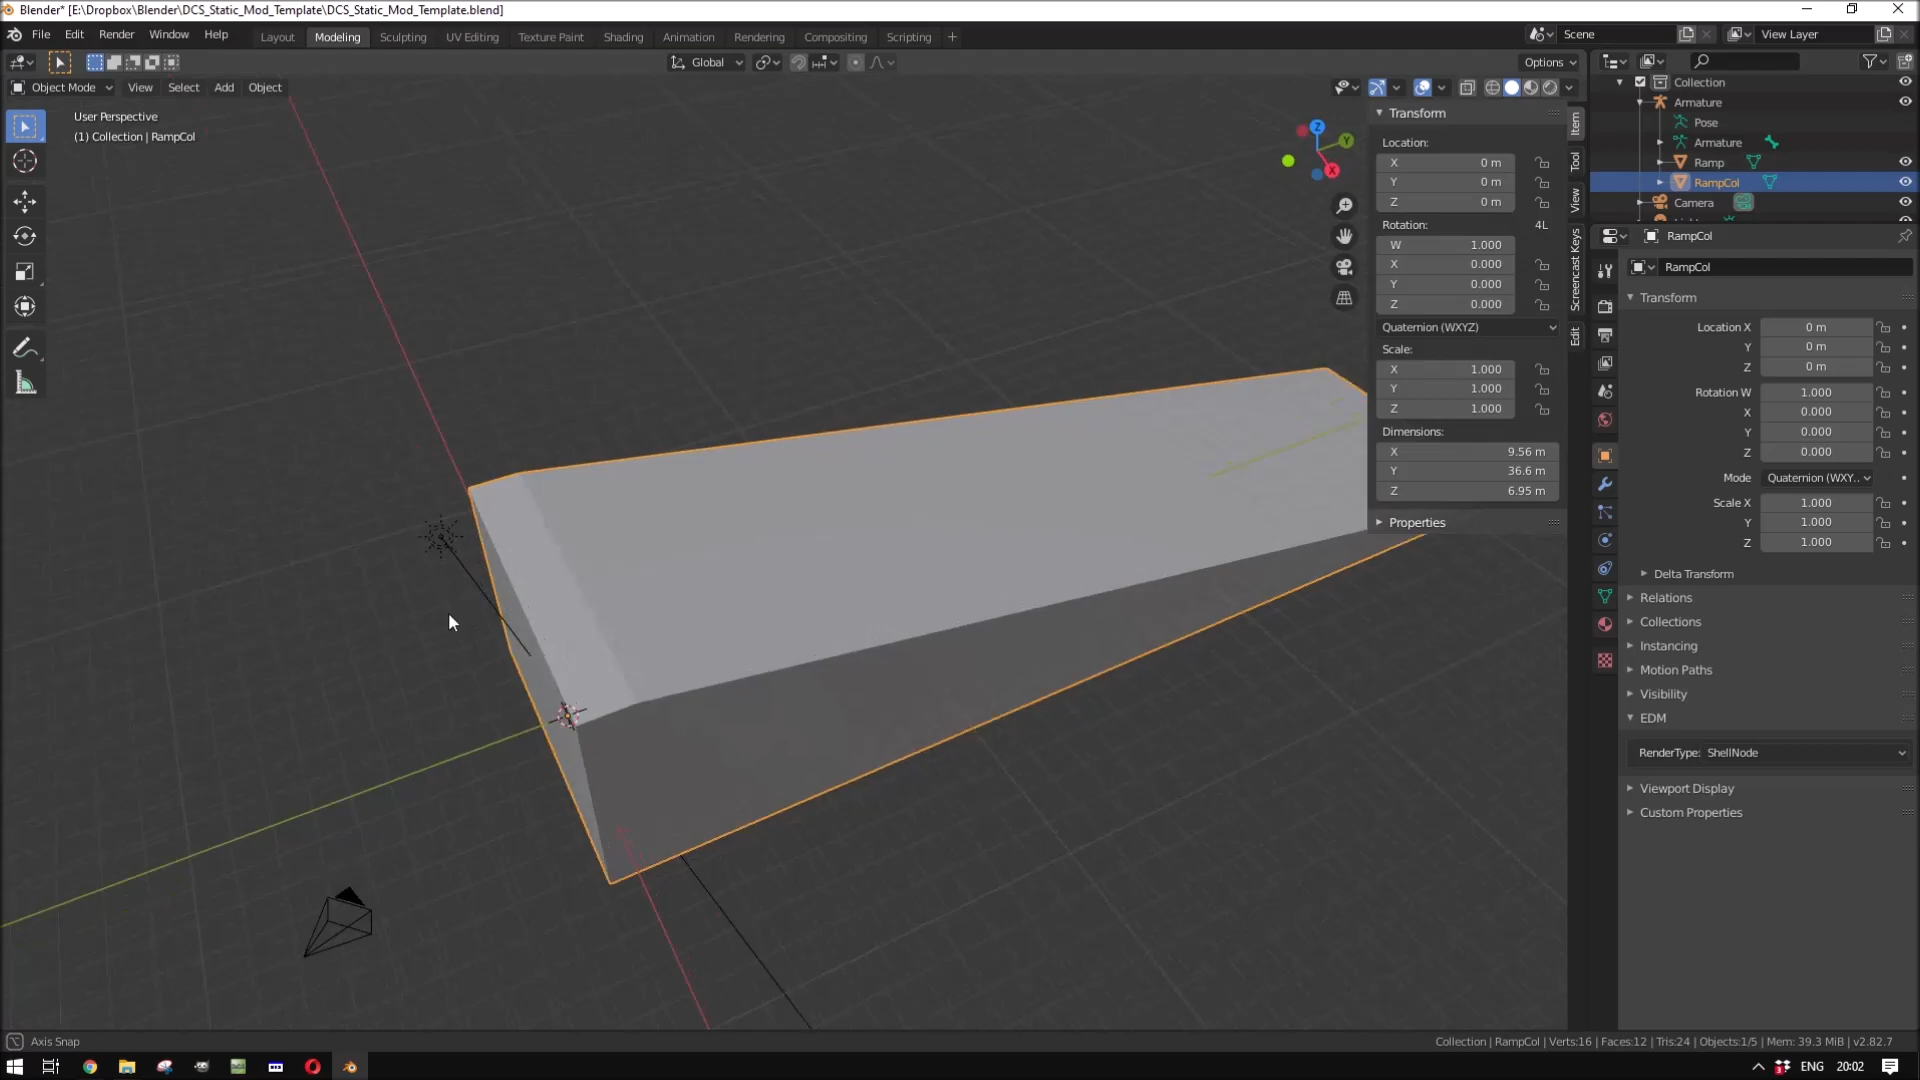 Blender* [E:\Dropbox\Blender\DCS_Static_Mod_Template\DCS_Static_Mod_Template.blend]
File Edit Render Window Help Layout Modeling Sculpting UV Editing Texture Paint Shading Animation Rendering Compositing Scripting + Scene View Layer
Global Options
Object Mode View Select Add Object
User Perspective
(1) Collection | RampCol
Z
Y
X
Transform
Location:
X 0 m
Y 0 m
Z 0 m
Rotation: 4L
W 1.000
X 0.000
Y 0.000
Z 0.000
Quaternion (WXYZ)
Scale:
X 1.000
Y 1.000
Z 1.000
Dimensions:
X 9.56 m
Y 36.6 m
Z 6.95 m
Properties
Item
Tool
View
Screencast Keys
Edit
Collection
Armature
Pose
Armature
Ramp
RampCol
Camera
RampCol
RampCol
Transform
Location X 0 m
Y 0 m
Z 0 m
Rotation W 1.000
X 0.000
Y 0.000
Z 0.000
Mode Quaternion (WXY..
Scale X 1.000
Y 1.000
Z 1.000
Delta Transform
Relations
Collections
Instancing
Motion Paths
Visibility
EDM
RenderType: ShellNode
Viewport Display
Custom Properties
Axis Snap
Collection | RampCol | Verts:16 | Faces:12 | Tris:24 | Objects:1/5 | Mem: 39.3 MiB | v2.82.7
ENG 20:02